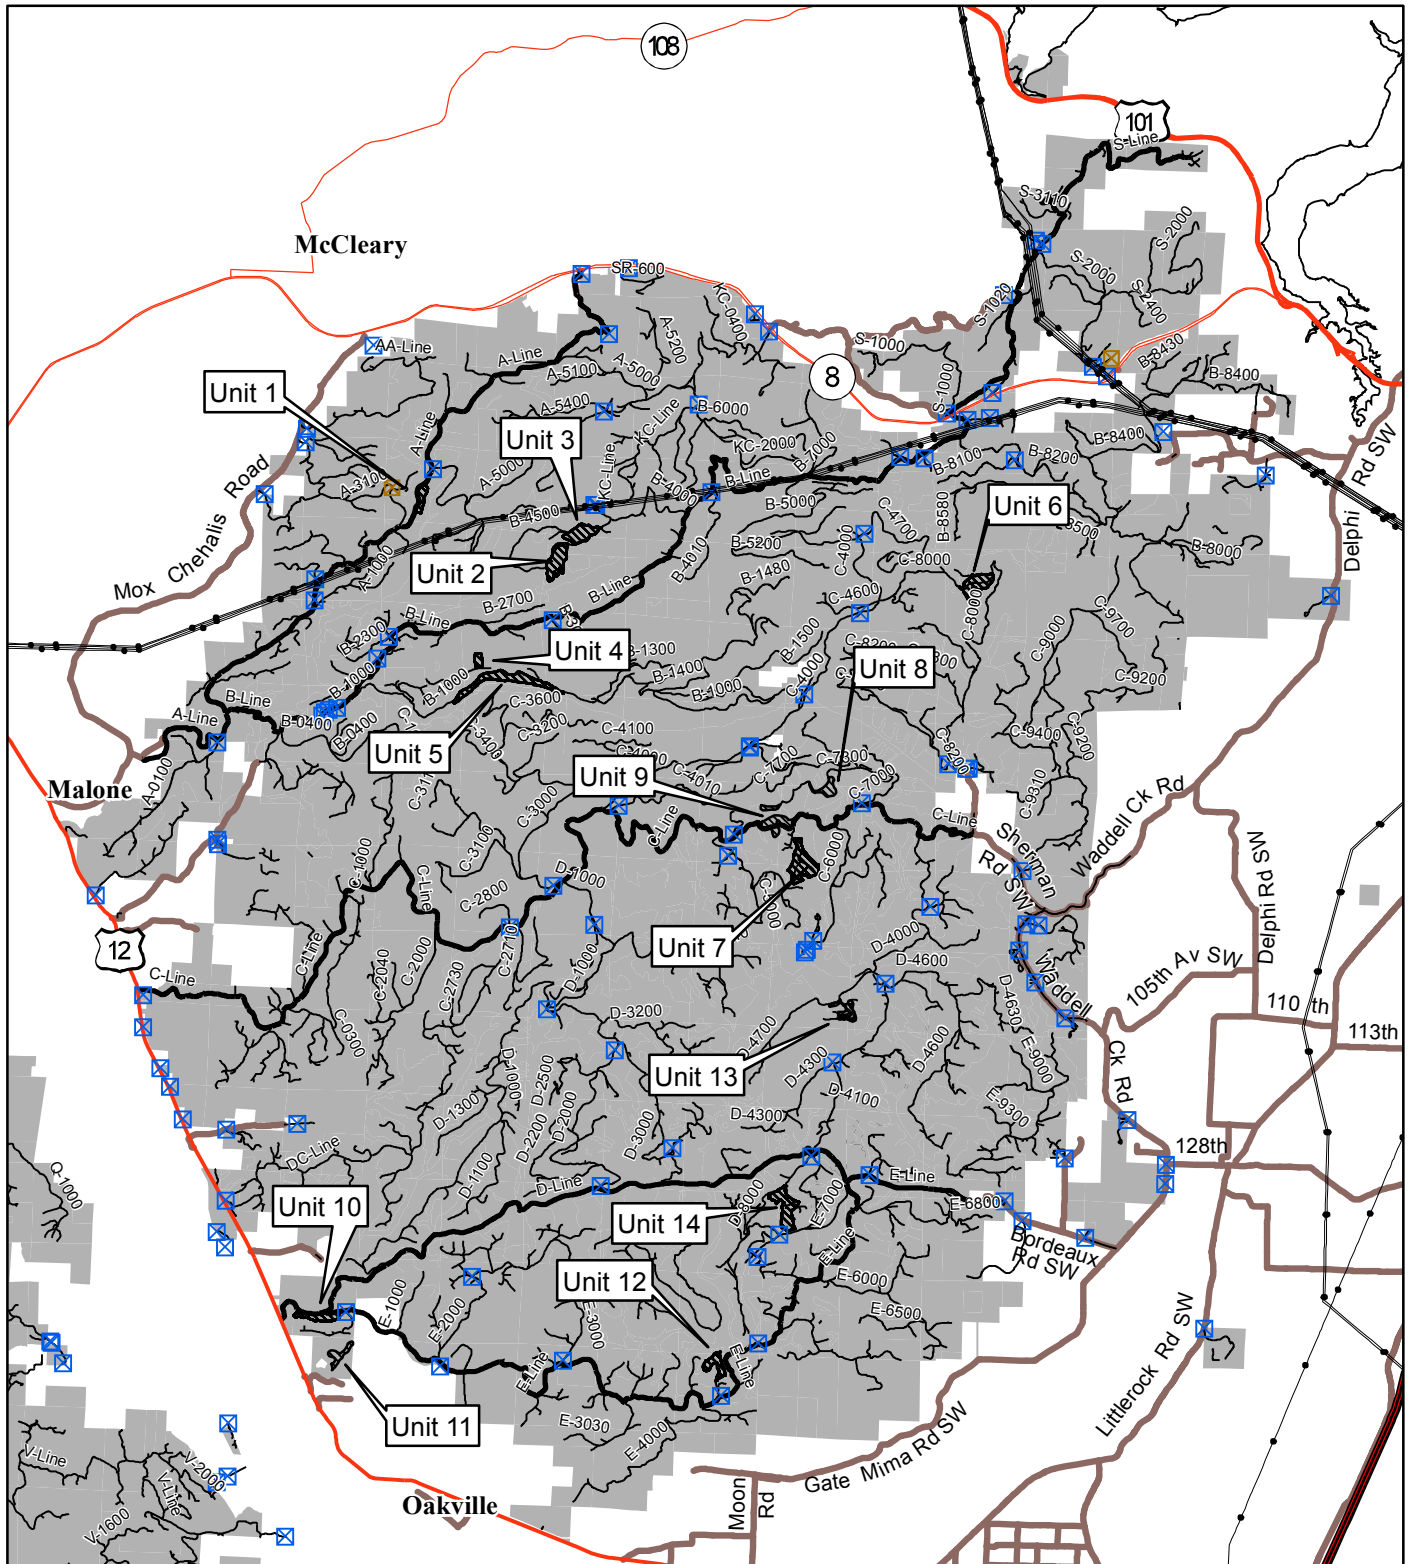 108
101
S-Line
S-3110
McCleary
SR-600
S-2000
S-2000
KC-0400
S-1020
S-2400
A-5200
AA-Line
A-Line
S-1000
B-8430
A-5000
A-5100
8
B-8400
Unit 1
S-1000
A-5400
B-6000
A-Line
KC-Line
Unit 3
B-8400
KC-2000
B-7000
Rd SW
B-8100
B-8200
A-5000
KC-Line
B-4000
B-Line
A-310
Road
B-5000
Unit 6
B-4500
C-4700
B-8580
Chehalis
C-4000
B-5200
B-8000
Delphi
A-1000
B-4010
C-8000
Unit 2
B-1480
Mox
B-Line
B-2700
C-4600
C-8000
C-9700
B-Line
B-2300
C-9000
B-1500
Unit 4
B-1300
B-1400
Unit 8
B-1000
B-1000
C-4000
B-1000
C-9200
B-Line
C-3600
A-Line
B-0400
B-0400
C-3200
C-4100
C-9400
C-9200
C-3400
Unit 5
C-8200
C-7300
C-7700
A-0100
Unit 9
C-4010
Malone
C-7000
C-9310
C-3000
C-Line
C-Line
Waddell Ck Rd
Sherman
Rd SW
C-6000
C-3100
C-1000
D-1000
C-Line
C-2800
Delphi Rd SW
12
Unit 7
C-2710
D-4000
C-Line
C-2000
C-2040
D-1000
D-4600
C-Line
C-2730
Waddell
105th Av SW
D-4630
110 th
D-3200
C-0300
113th
D-4700
E-9000
D-4600
Ck Rd
D-1000
D-2500
Unit 13
D-4300
D-4100
D-1300
D-2000
E-9300
D-4300
D-2200
D-3000
128th
DC-Line
D-1100
E-Line
Q-1000
D-Line
D-8000
E-7000
E-6800
Unit 10
Unit 14
Bordeaux
Rd SW
E-Line
Unit 12
E-6000
E-1000
E-6500
E-2000
E-3000
Littlerock Rd SW
E-Line
E-Line
Unit 11
E-3030
E-4000
V-Line
Gate Mima Rd SW
V-2000
V-Line
Moon
Rd
Oakville
V-1600